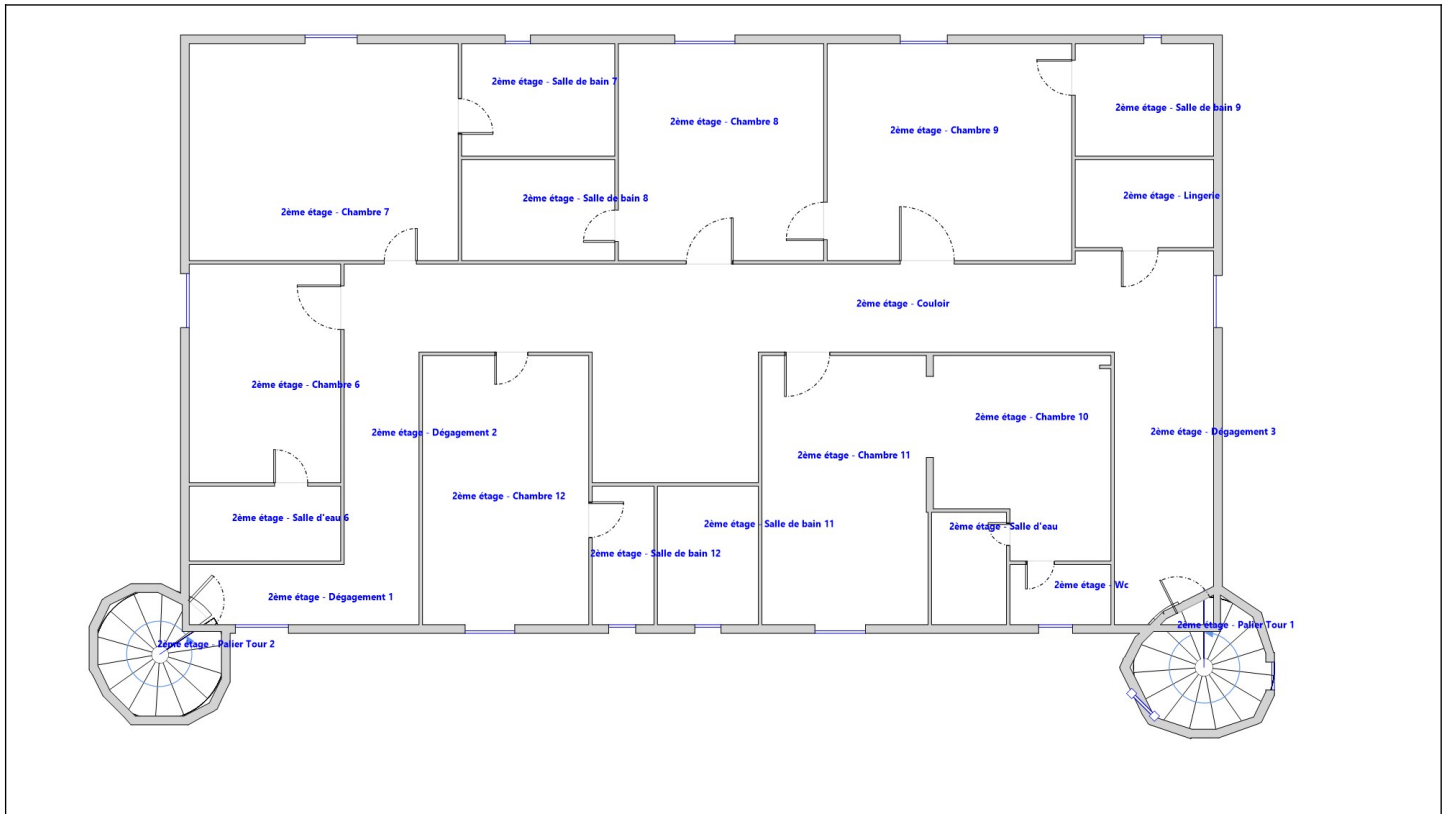 2ème étage - Salle de bain 7
2ème étage - Salle de bain 9
2ème étage - Chambre 8
2ème étage - Chambre 9
2ème étage - Salle de bain 8
2ème étage - Lingerie
2ème étage - Chambre 7
2ème étage - Couloir
2ème étage - Chambre 6
2ème étage - Chambre 10
2ème étage - Dégagement 2
2ème étage - Dégagement 3
2ème étage - Chambre 11
2ème étage - Chambre 12
2ème étage - Salle d'eau 6
2ème étage - Salle de bain 11
2ème étage - Salle d'eau
2ème étage - Salle de bain 12
2ème étage - Wc
2ème étage - Dégagement 1
2ème étage - Palier Tour 1
2ème étage - Palier Tour 2